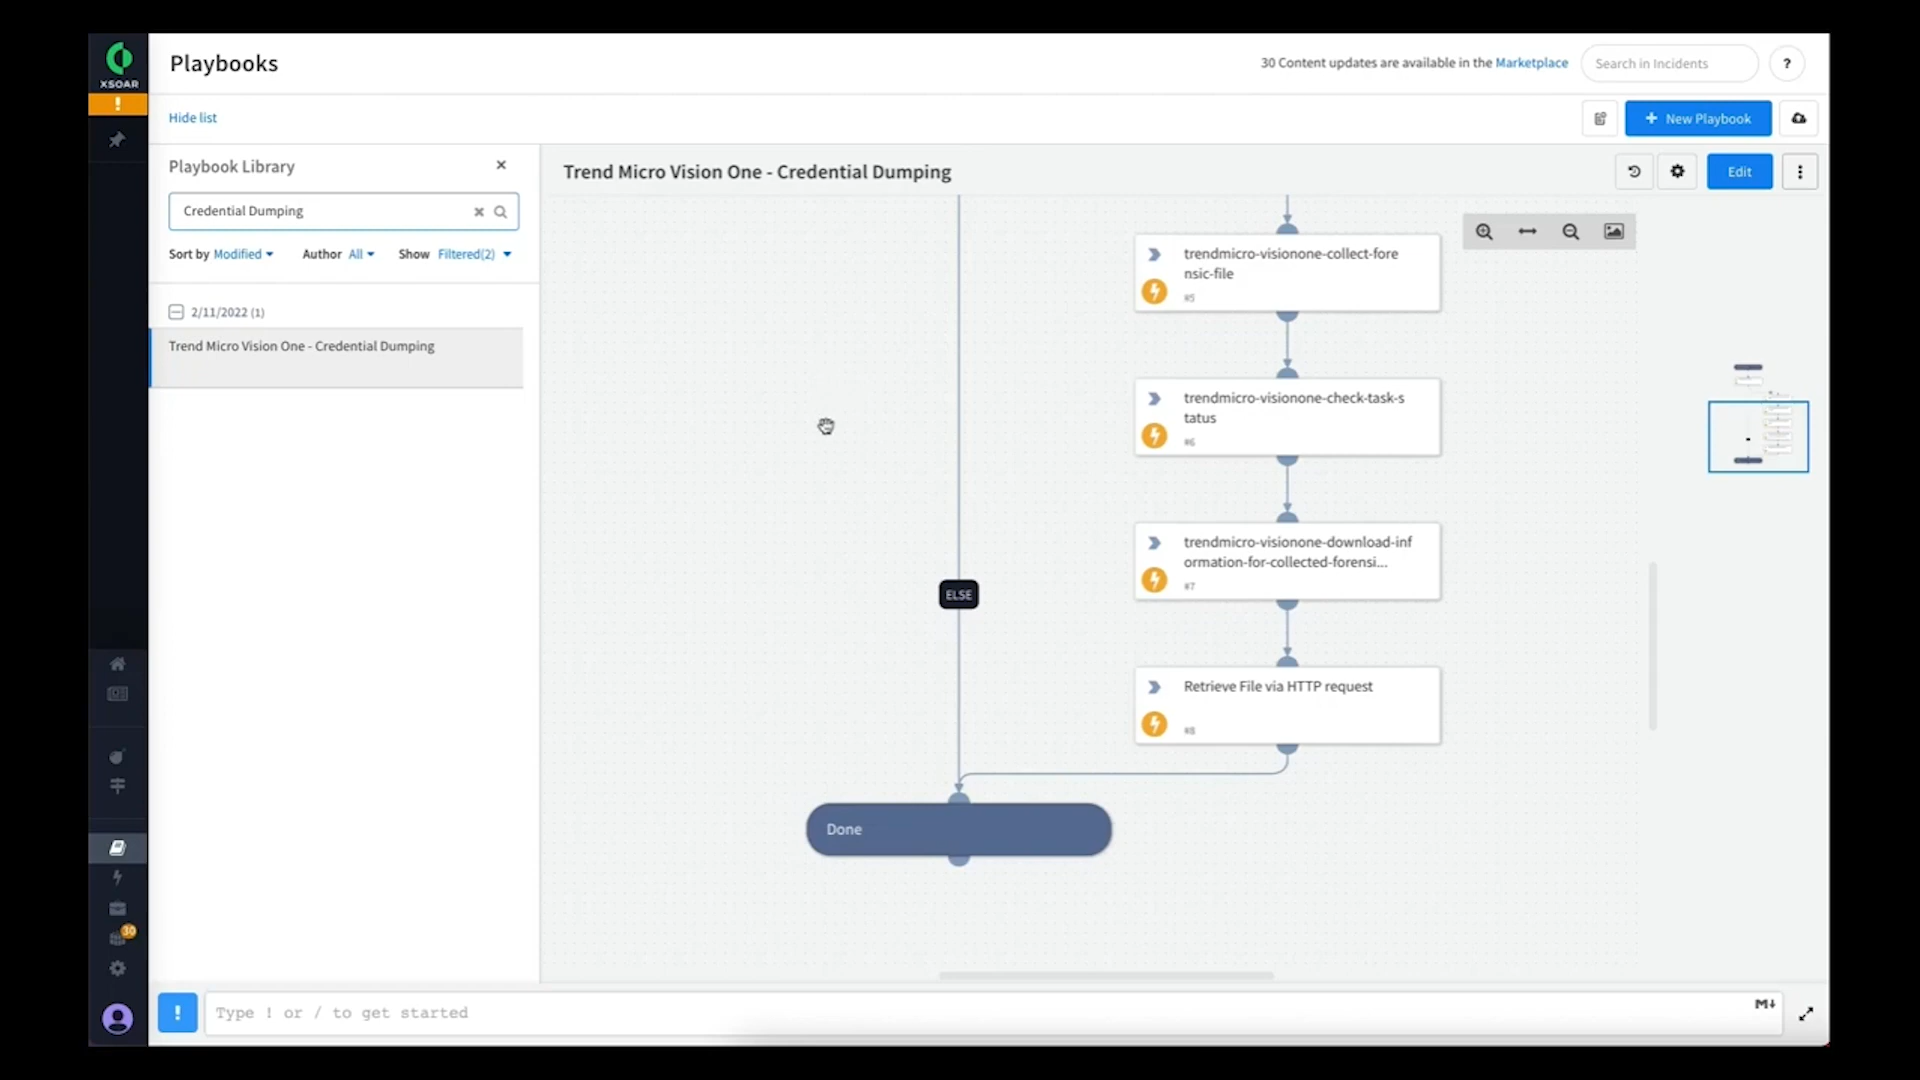 XSOAR
Playbooks
30 Content updates are available in the Marketplace
Search in Incidents
?
!
Hide list
+ New Playbook
Playbook Library
Credential Dumping
Sort by Modified
Author All
Show Filtered(2)
2/11/2022 (1)
Trend Micro Vision One - Credential Dumping
Trend Micro Vision One - Credential Dumping
Edit
trendmicro-visionone-collect-fore
nsic-file
#5
trendmicro-visionone-check-task-s
tatus
#6
trendmicro-visionone-download-inf
ormation-for-collected-forensi...
#7
ELSE
Retrieve File via HTTP request
#8
Done
30
!
Type ! or / to get started
M↓